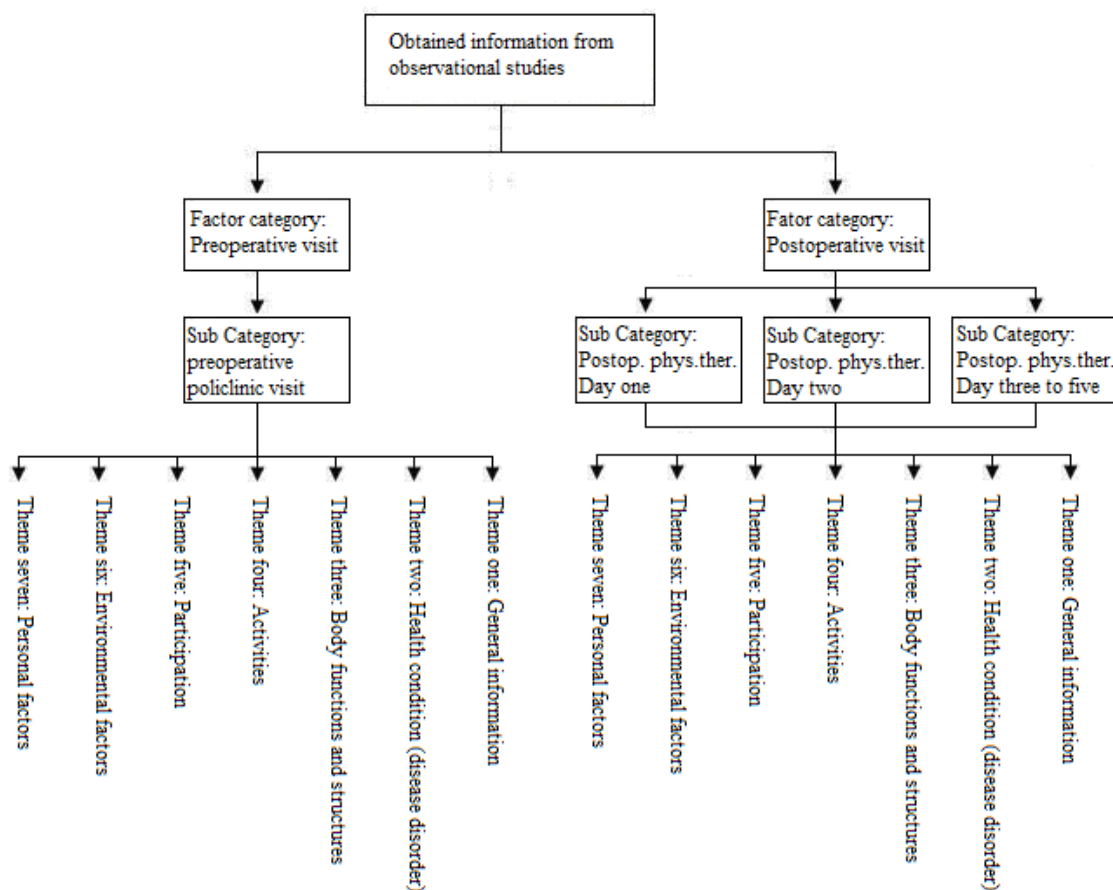 Obtained information from
observational studies
Factor category:
Preoperative visit
Fator category:
Postoperative visit
Sub Category:
preoperative
policlinic visit
Sub Category:
Postop. phys.ther.
Day one
Sub Category:
Postop. phys.ther.
Day two
Sub Category:
Postop. phys.ther.
Day three to five
Theme seven: Personal factors
Theme six: Environmental factors
Theme five: Participation
Theme four: Activities
Theme three: Body functions and structures
Theme two: Health condition (disease disorder)
Theme one: General information
Theme seven: Personal factors
Theme six: Environmental factors
Theme five: Participation
Theme four: Activities
Theme three: Body functions and structures
Theme two: Health condition (disease disorder)
Theme one: General information